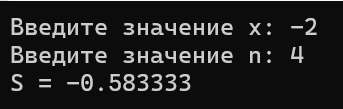 Введите значение x: -2
Введите значение n: 4
S = -0.583333